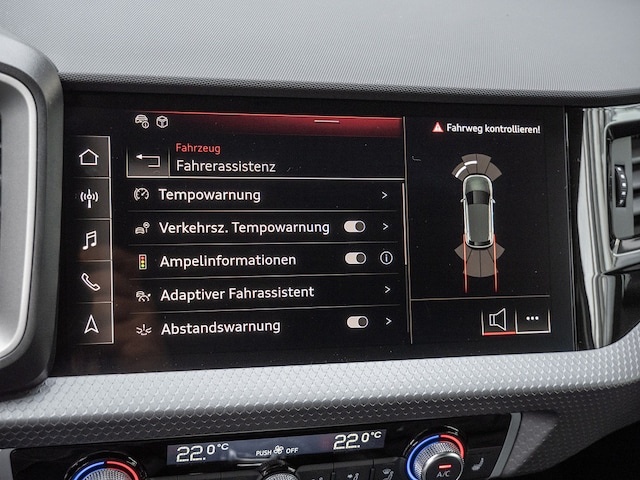 Fahrzeug
Fahrerassistenz
Tempowarnung
Verkehrsz. Tempowarnung
Ampelinformationen
Adaptiver Fahrassistent
Abstandswarnung
Fahrweg kontrollieren!
22.0°C
PUSH OFF
22.0°C
A/C